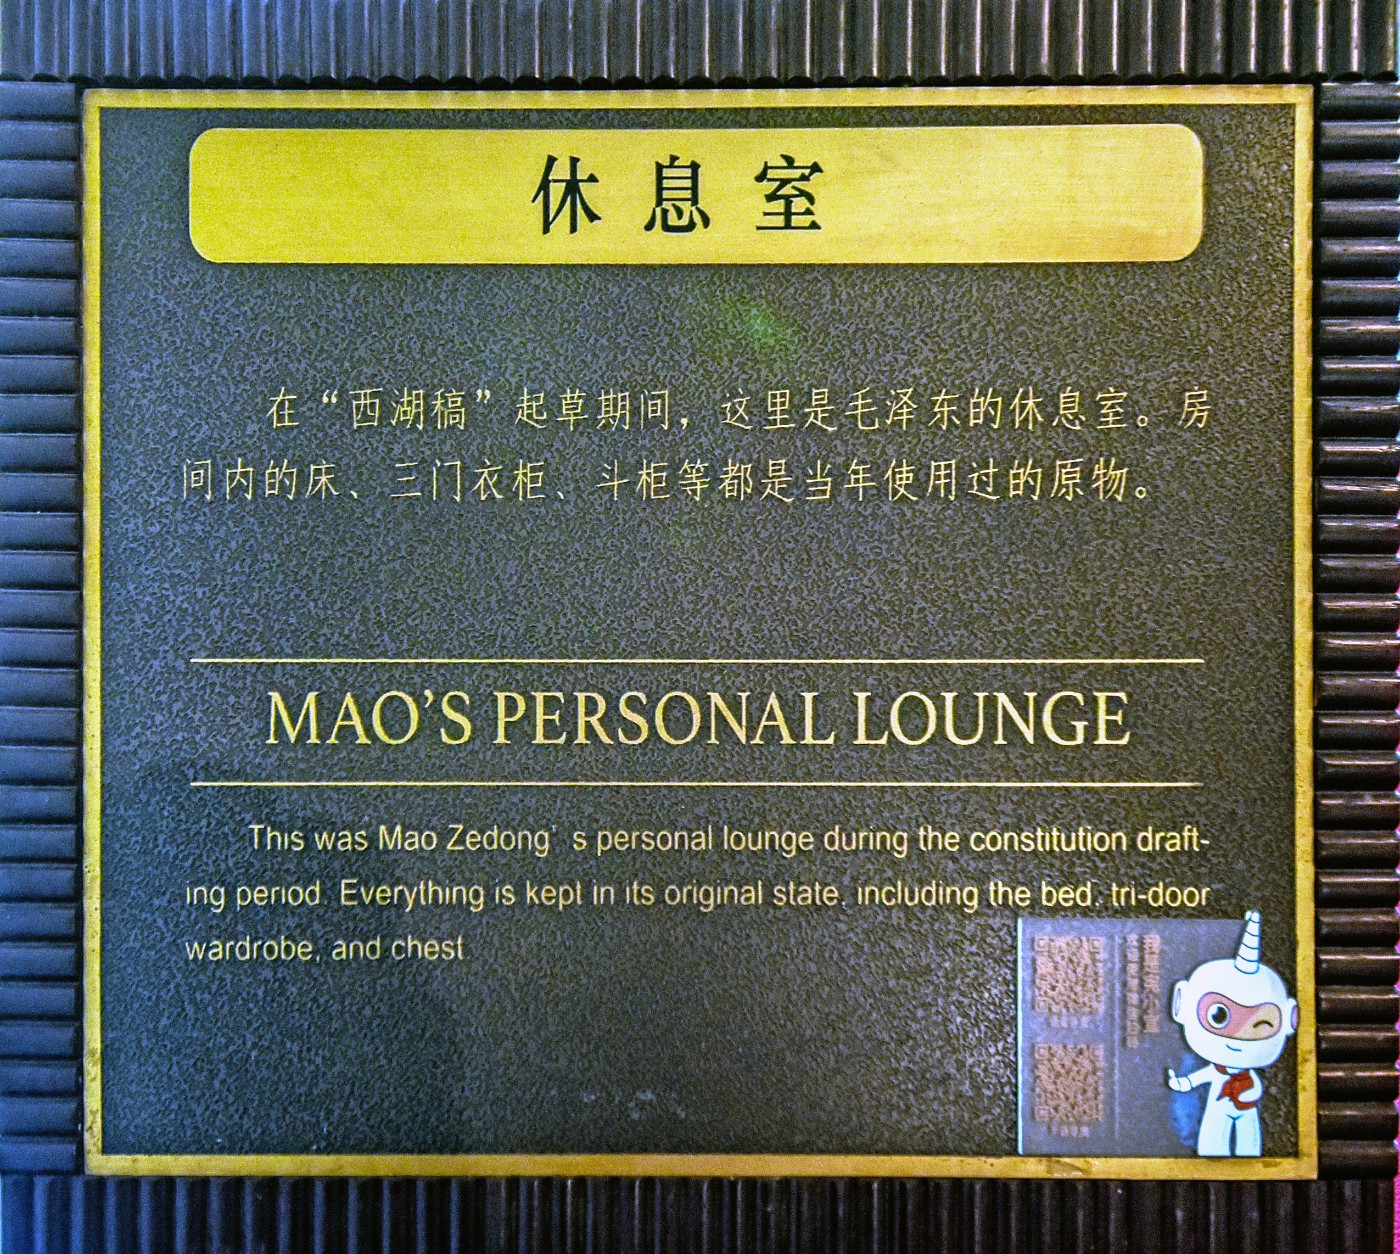 休息室
在“西湖稿”起草期间，这里是毛泽东的休息室。房
间内的床、三门衣柜、斗柜等都是当年使用过的原物。
MAO’S PERSONAL LOUNGE
This was Mao Zedong’ s personal lounge during the constitution draft-
ing period. Everything is kept in its original state, including the bed, tri-door
wardrobe, and chest